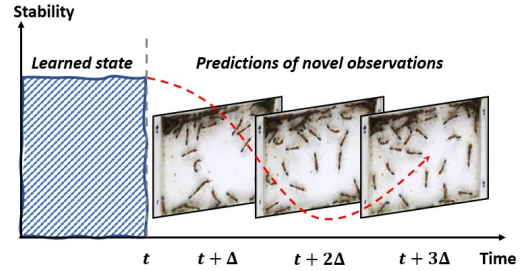 Stability
Learned state
Predictions of novel observations
t
t + Δ
t + 2Δ
t + 3Δ
Time